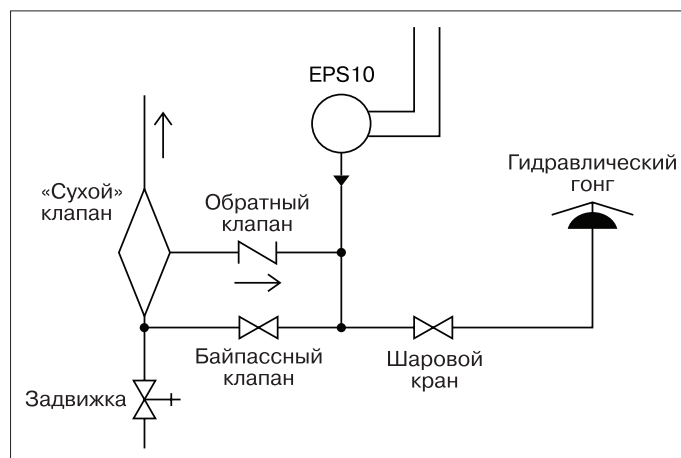 EPS10
Гидравлический
гонг
«Сухой»
клапан
Обратный
клапан
Байпассный
клапан
Шаровой
кран
Задвижка